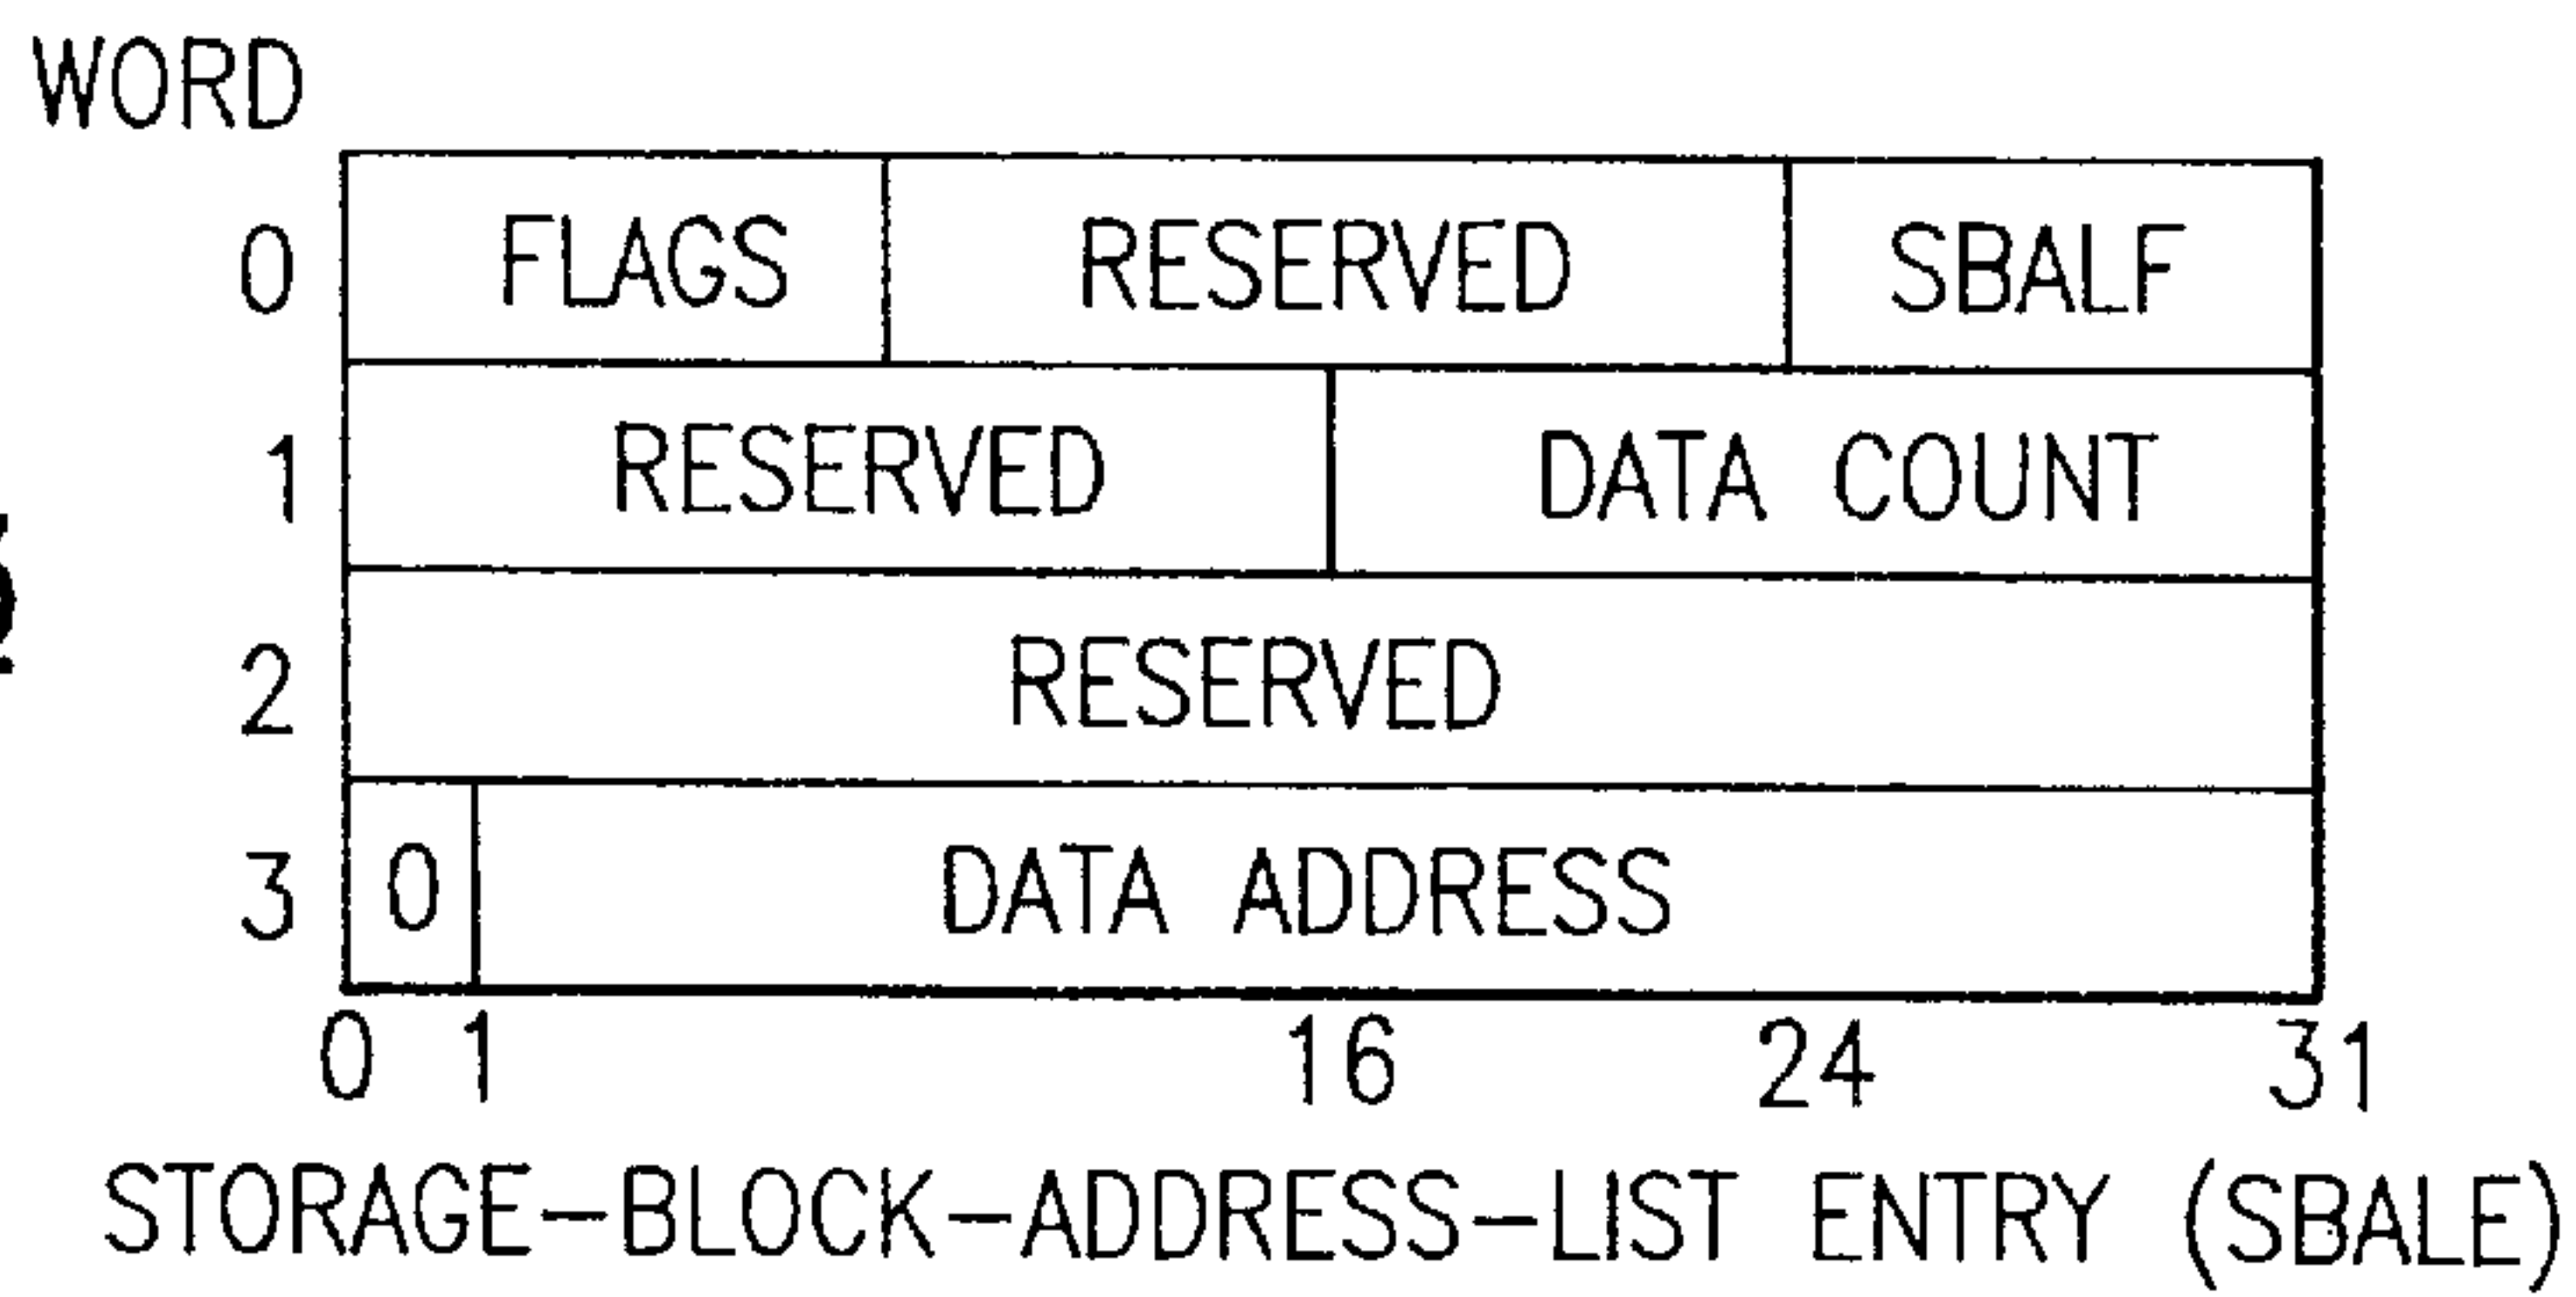 WORD
0 FLAGS RESERVED SBALF
1 RESERVED DATA COUNT
2 RESERVED
3 0 DATA ADDRESS
0 1 16 24 31
STORAGE-BLOCK-ADDRESS-LIST ENTRY (SBALE)